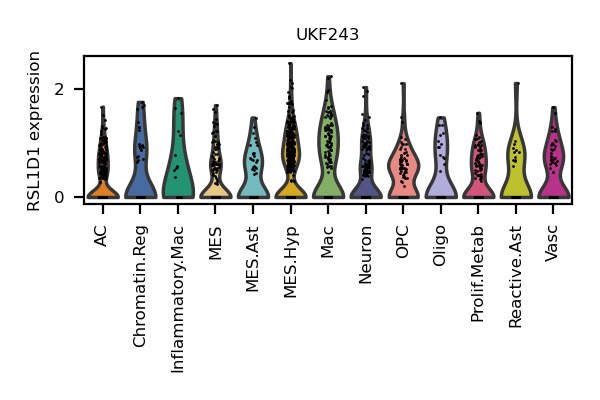 UKF243
RSL1D1 expression
2
0
AC
Chromatin.Reg
Inflammatory.Mac
MES
MES.Ast
MES.Hyp
Mac
Neuron
OPC
Oligo
Prolif.Metab
Reactive.Ast
Vasc